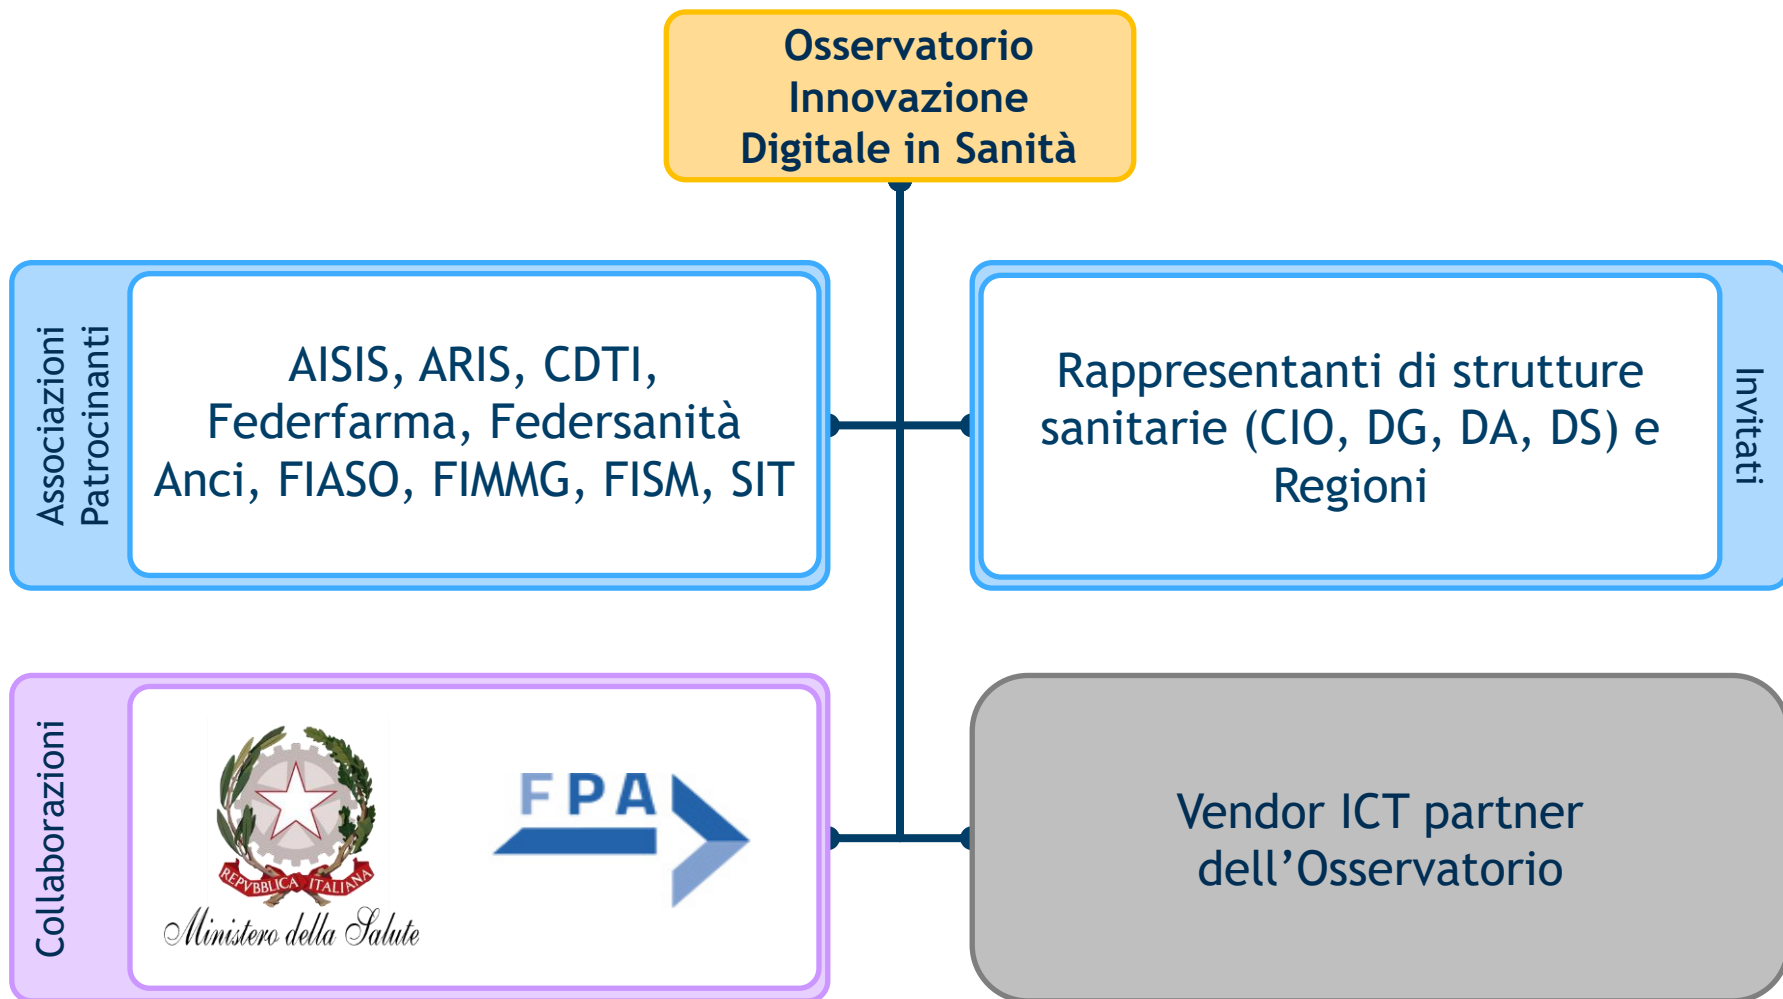 Osservatorio
Innovazione
Digitale in Sanità
Associazioni
Patrocinanti
AISIS, ARIS, CDTI,
Federfarma, Federsanità
Anci, FIASO, FIMMG, FISM, SIT
Rappresentanti di strutture
sanitarie (CIO, DG, DA, DS) e
Regioni
Invitati
Collaborazioni
REPVBBLICA ITALIANA
Ministero della Salute
FPA
Vendor ICT partner
dell’Osservatorio